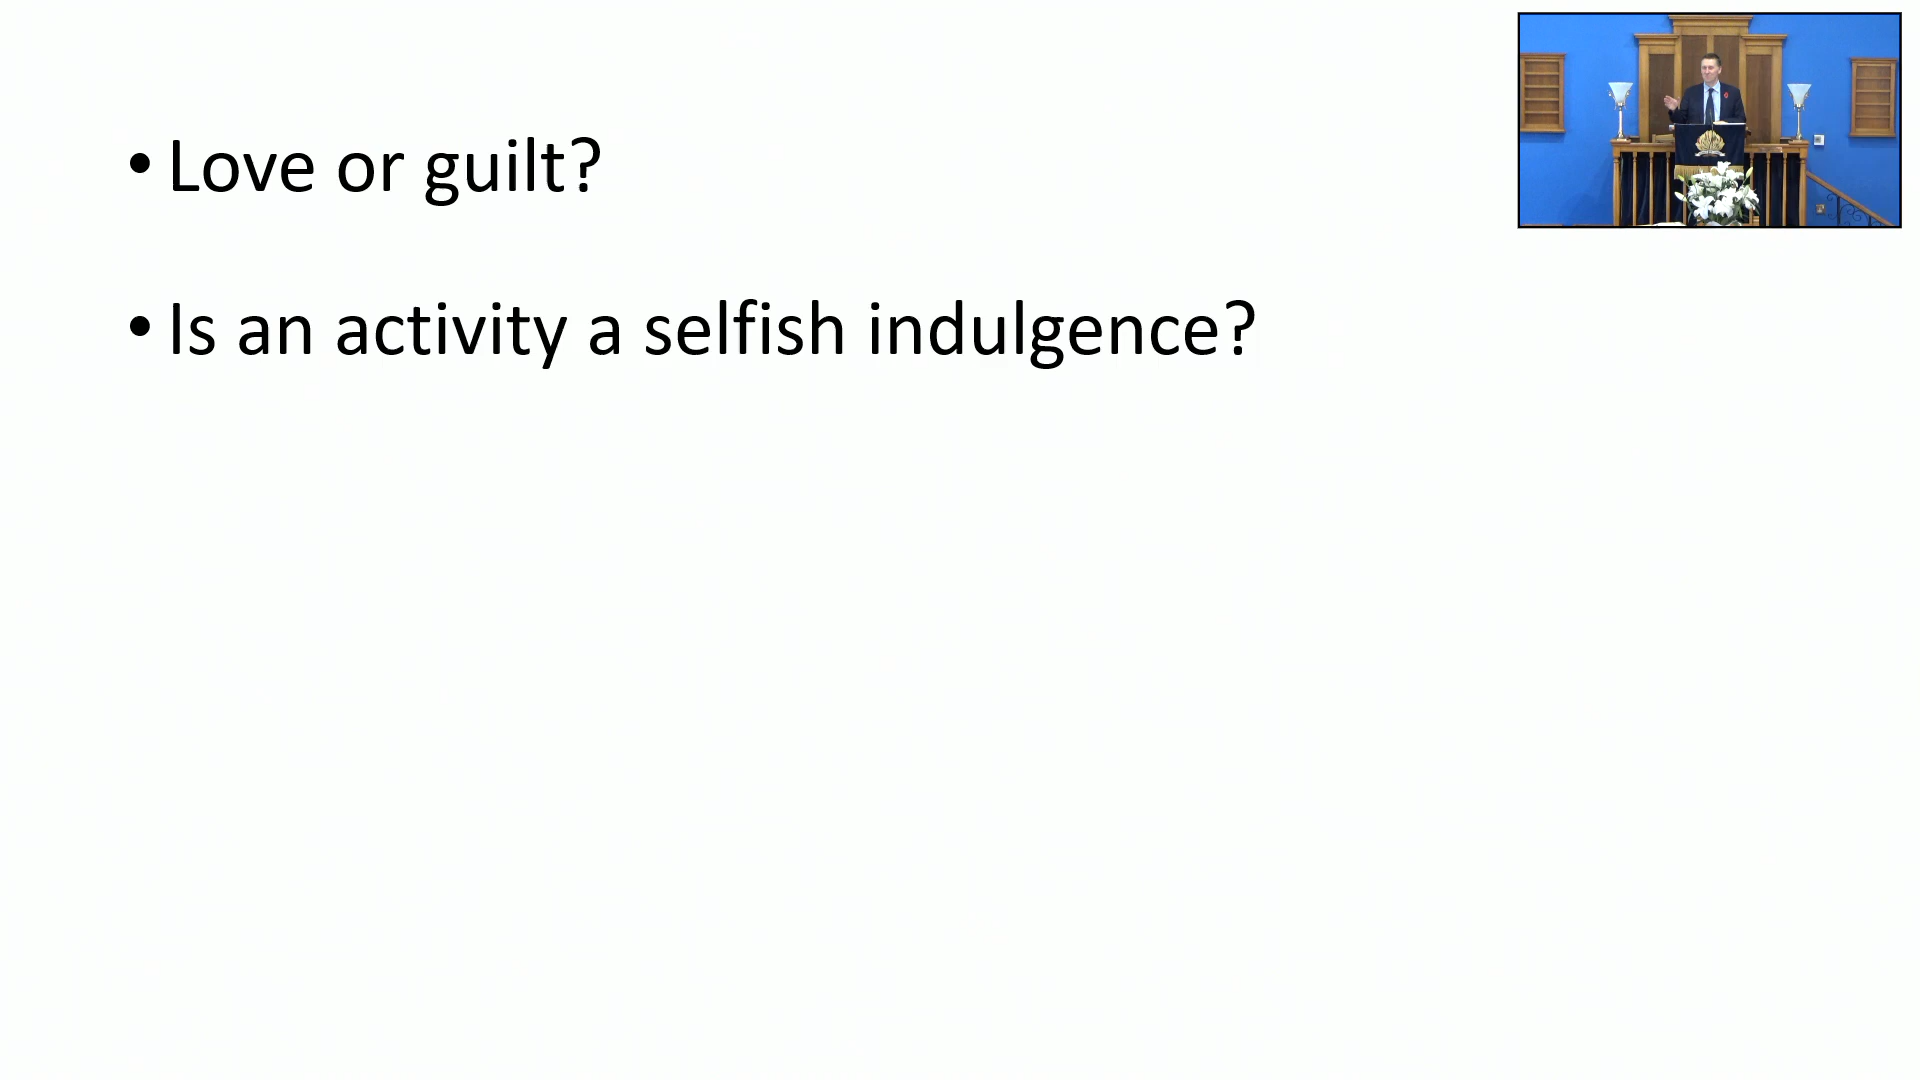 • Love or guilt?
• Is an activity a selfish indulgence?